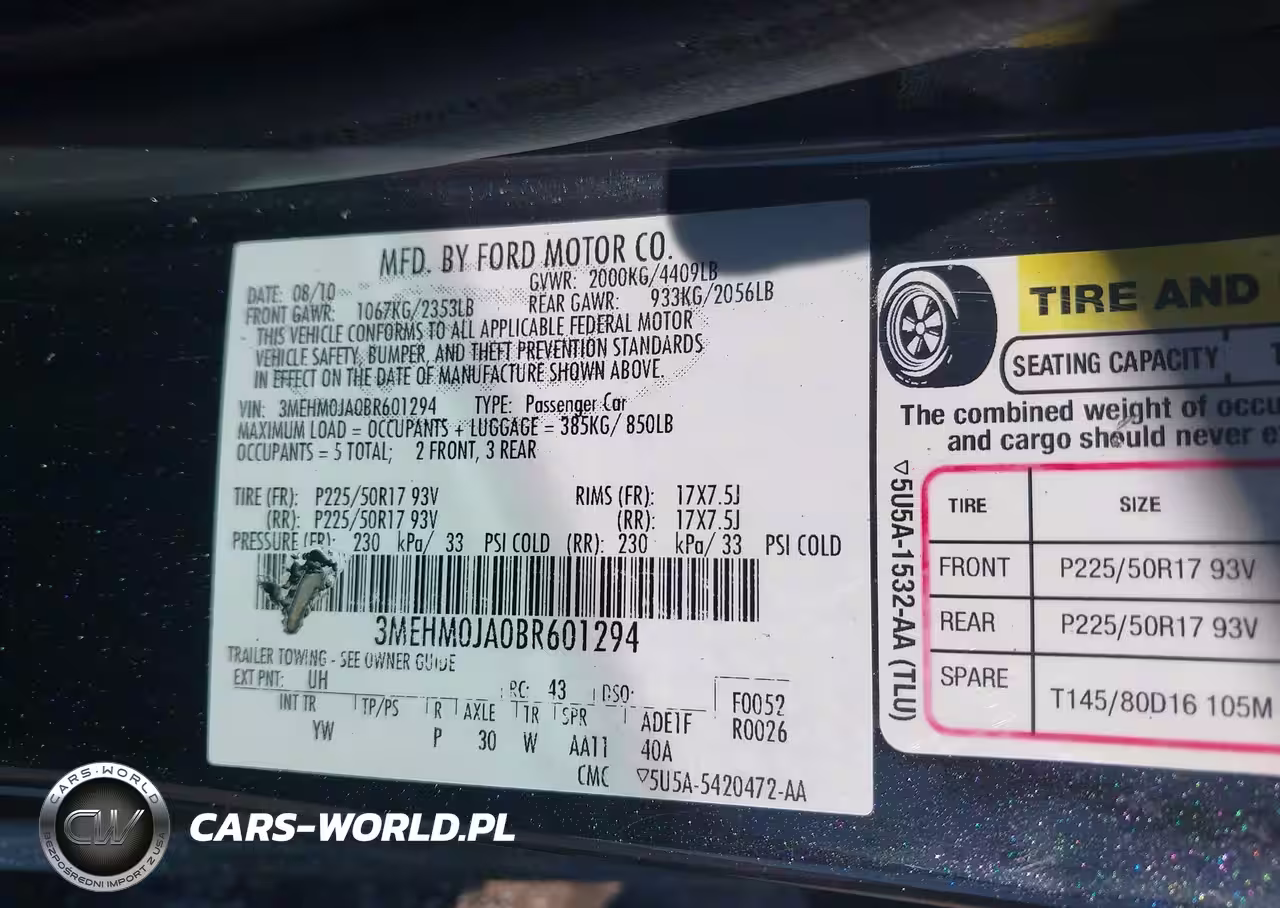 MFD. BY FORD MOTOR CO.
DATE: 08/10 GVWR: 2000KG/4409LB
FRONT GAWR: 1067KG/2353LB REAR GAWR: 933KG/2056LB
THIS VEHICLE CONFORMS TO ALL APPLICABLE FEDERAL MOTOR
VEHICLE SAFETY, BUMPER, AND THEFT PREVENTION STANDARDS
IN EFFECT ON THE DATE OF MANUFACTURE SHOWN ABOVE.
VIN: 3MEHM0JA0BR601294 TYPE: Passenger Car
MAXIMUM LOAD = OCCUPANTS + LUGGAGE = 385KG/ 850LB
OCCUPANTS = 5 TOTAL; 2 FRONT, 3 REAR
TIRE (FR): P225/50R17 93V RIMS (FR): 17X7.5J
(RR): P225/50R17 93V (RR): 17X7.5J
PRESSURE (FR): 230 kPa/ 33 PSI COLD (RR): 230 kPa/ 33 PSI COLD
3MEHM0JA0BR601294
TRAILER TOWING - SEE OWNER GUIDE
EXT PNT: UH RC: 43 DSO: F0052
INT TR TP/PS R AXLE TR SPR ADE1F R0026
YW P 30 W AA11 40A
CMC ▽5U5A-5420472-AA
TIRE AND
SEATING CAPACITY
The combined weight of
and cargo should never
▽5U5A-1532-AA (TLU)
TIRE SIZE
FRONT P225/50R17 93V
REAR P225/50R17 93V
SPARE T145/80D16 105M
CARS-WORLD
CW
BEZPOŚREDNI IMPORT Z USA
CARS-WORLD.PL